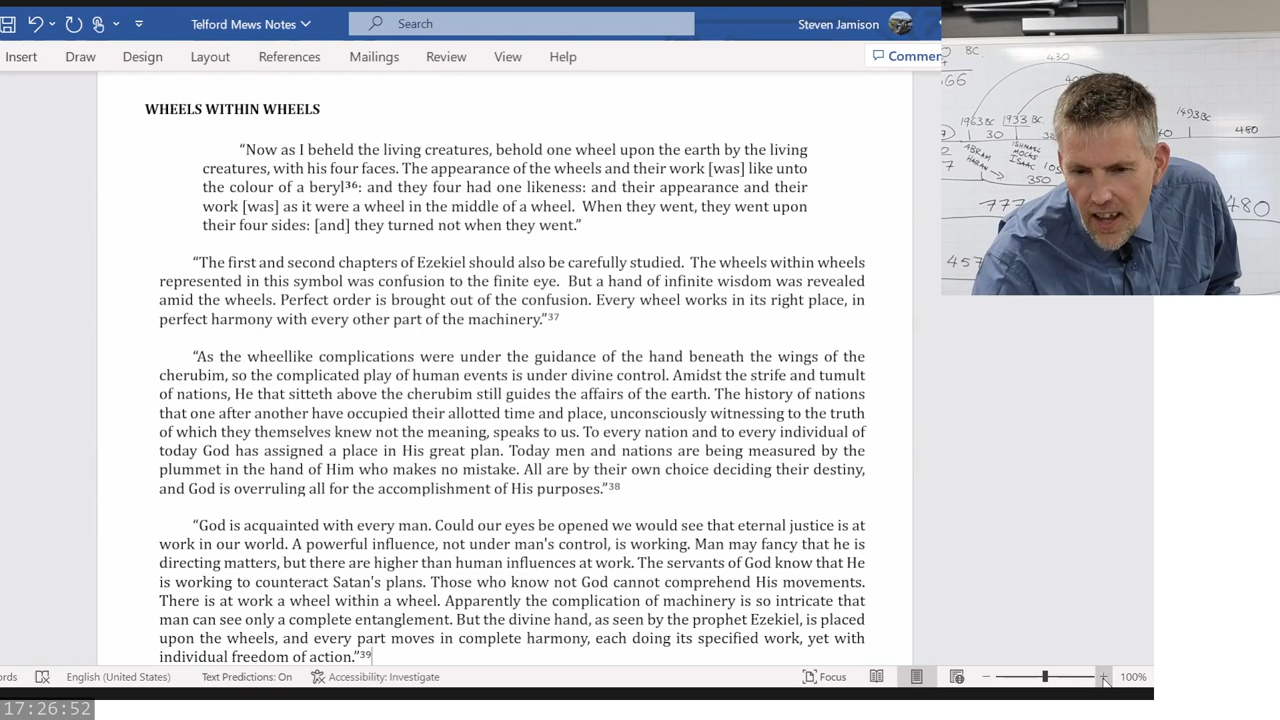 Telford Mews Notes
Search
Steven Jamison
Insert Draw Design Layout References Mailings Review View Help
Commen
WHEELS WITHIN WHEELS
“Now as I beheld the living creatures, behold one wheel upon the earth by the living
creatures, with his four faces. The appearance of the wheels and their work [was] like unto
the colour of a beryl³⁶: and they four had one likeness: and their appearance and their
work [was] as it were a wheel in the middle of a wheel. When they went, they went upon
their four sides: [and] they turned not when they went.”
“The first and second chapters of Ezekiel should also be carefully studied. The wheels within wheels
represented in this symbol was confusion to the finite eye. But a hand of infinite wisdom was revealed
amid the wheels. Perfect order is brought out of the confusion. Every wheel works in its right place, in
perfect harmony with every other part of the machinery.”³⁷
“As the wheellike complications were under the guidance of the hand beneath the wings of the
cherubim, so the complicated play of human events is under divine control. Amidst the strife and tumult
of nations, He that sitteth above the cherubim still guides the affairs of the earth. The history of nations
that one after another have occupied their allotted time and place, unconsciously witnessing to the truth
of which they themselves knew not the meaning, speaks to us. To every nation and to every individual of
today God has assigned a place in His great plan. Today men and nations are being measured by the
plummet in the hand of Him who makes no mistake. All are by their own choice deciding their destiny,
and God is overruling all for the accomplishment of His purposes.”³⁸
“God is acquainted with every man. Could our eyes be opened we would see that eternal justice is at
work in our world. A powerful influence, not under man's control, is working. Man may fancy that he is
directing matters, but there are higher than human influences at work. The servants of God know that He
is working to counteract Satan's plans. Those who know not God cannot comprehend His movements.
There is at work a wheel within a wheel. Apparently the complication of machinery is so intricate that
man can see only a complete entanglement. But the divine hand, as seen by the prophet Ezekiel, is placed
upon the wheels, and every part moves in complete harmony, each doing its specified work, yet with
individual freedom of action.”³⁹
ords English (United States) Text Predictions: On Accessibility: Investigate Focus 100%
17:26:52
BC
430
66
1963 BC 1933 BC 1493 BC
30 480
ABRAM ISHMAEL
HARAN MOCKS
ISAAC 105
350
777 480
457